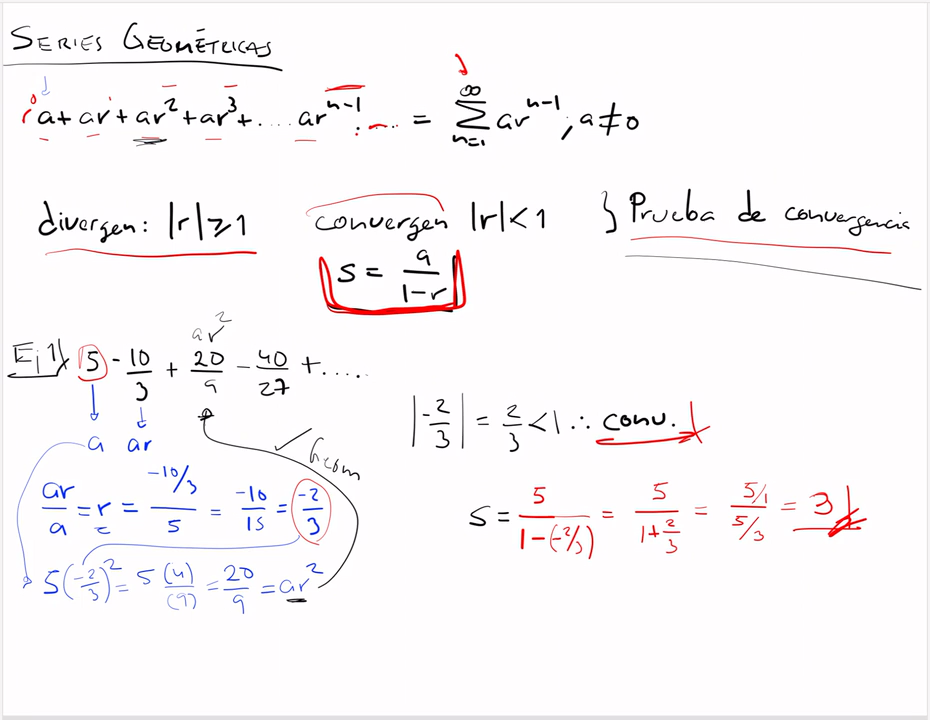 SERIES GEOMÉTRICAS
a + ar + ar² + ar³ + .... arⁿ⁻¹ ..... = ∑ₙ₌₁^∞ arⁿ⁻¹, a ≠ 0
divergen: |r| ≥ 1 convergen |r| < 1 } Prueba de convergencia
S = a/(1-r)
ar²
Ej 1) 5 - 10/3 + 20/9 - 40/27 + .....
a ar
|-2/3| = 2/3 < 1 ∴ conv.
Geom
ar/a = r = (-10/3)/5 = -10/15 = -2/3
S = 5/(1-(-2/3)) = 5/(1+2/3) = (5/1)/(5/3) = 3
5(-2/3)² = 5 (4)/(9) = 20/9 = ar²